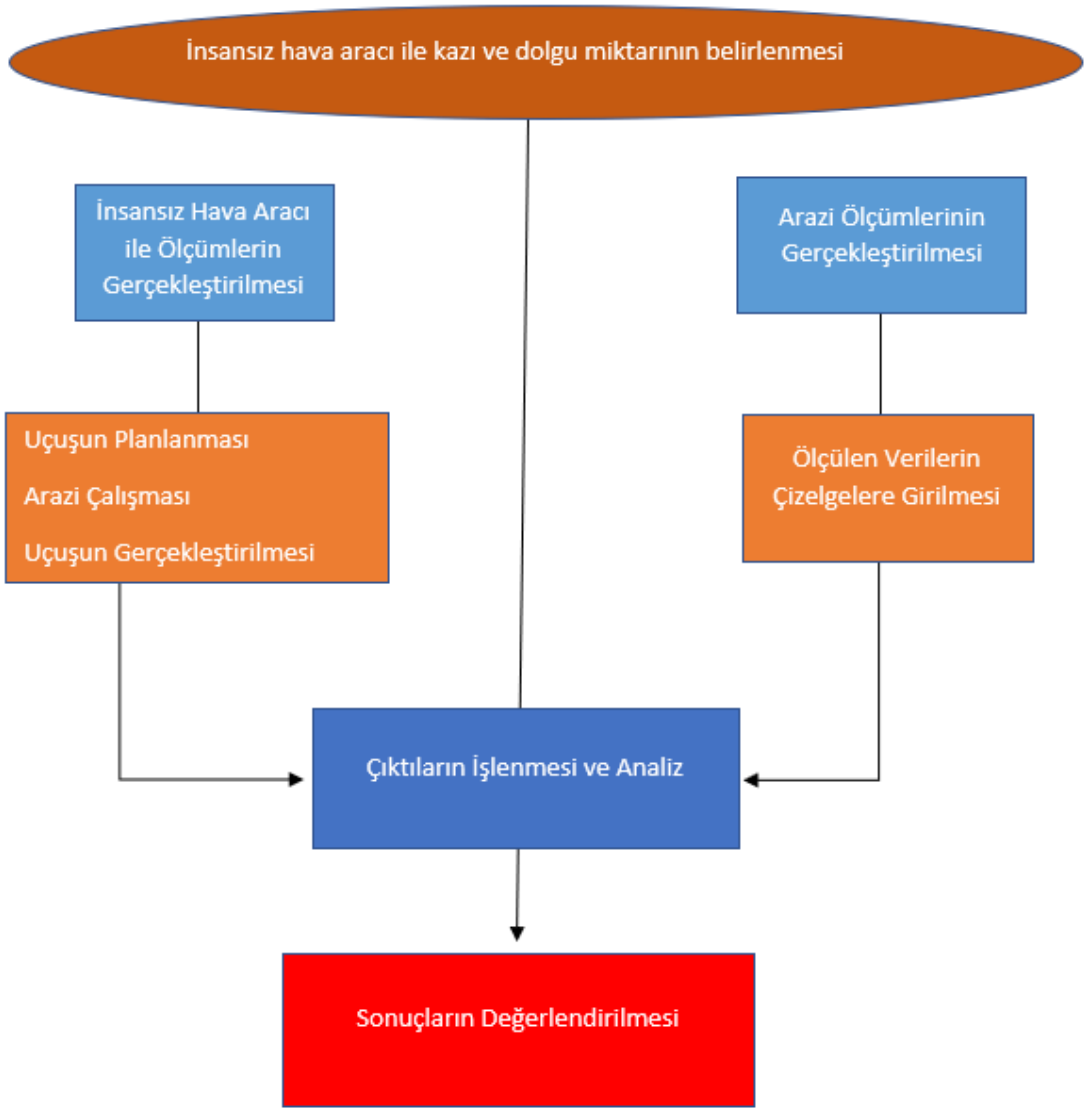 İnsansız hava aracı ile kazı ve dolgu miktarının belirlenmesi
İnsansız Hava Aracı
ile Ölçümlerin
Gerçekleştirilmesi
Arazi Ölçümlerinin
Gerçekleştirilmesi
Uçuşun Planlanması
Arazi Çalışması
Uçuşun Gerçekleştirilmesi
Ölçülen Verilerin
Çizelgelere Girilmesi
Çıktıların İşlenmesi ve Analiz
Sonuçların Değerlendirilmesi